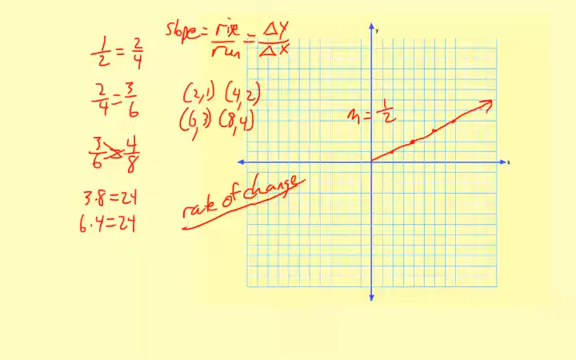 slope = rise/run = ΔY/ΔX
1/2 = 2/4
2/4 = 3/6
3/6 4/8
3·8=24
6·4=24
(2,1) (4,2)
(6,3) (8,4)
rate of change
m = 1/2
y
x